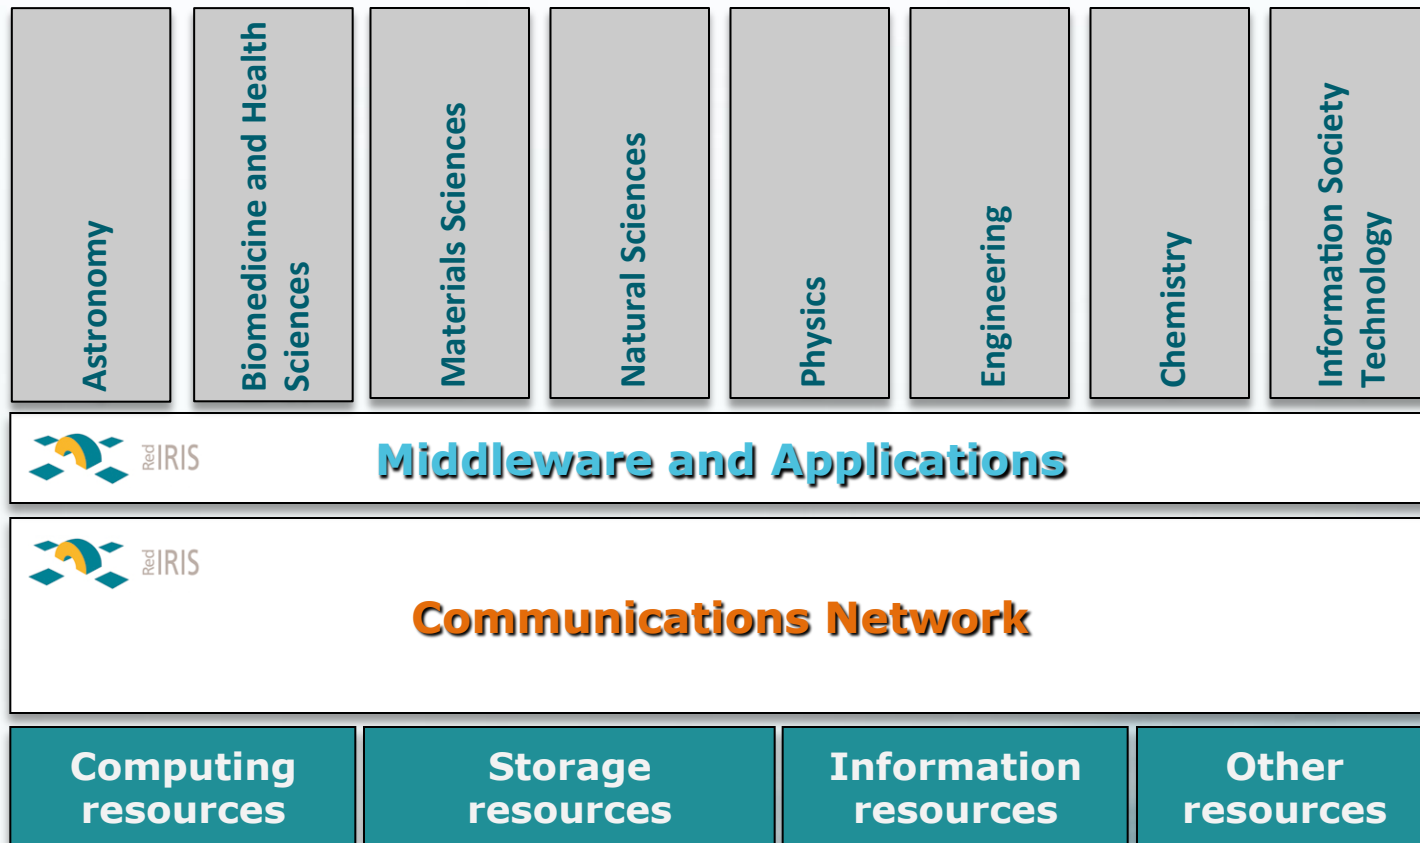 Astronomy
Biomedicine and Health
Sciences
Materials Sciences
Natural Sciences
Physics
Engineering
Chemistry
Information Society
Technology
Red IRIS
Middleware and Applications
Red IRIS
Communications Network
Computing
resources
Storage
resources
Information
resources
Other
resources